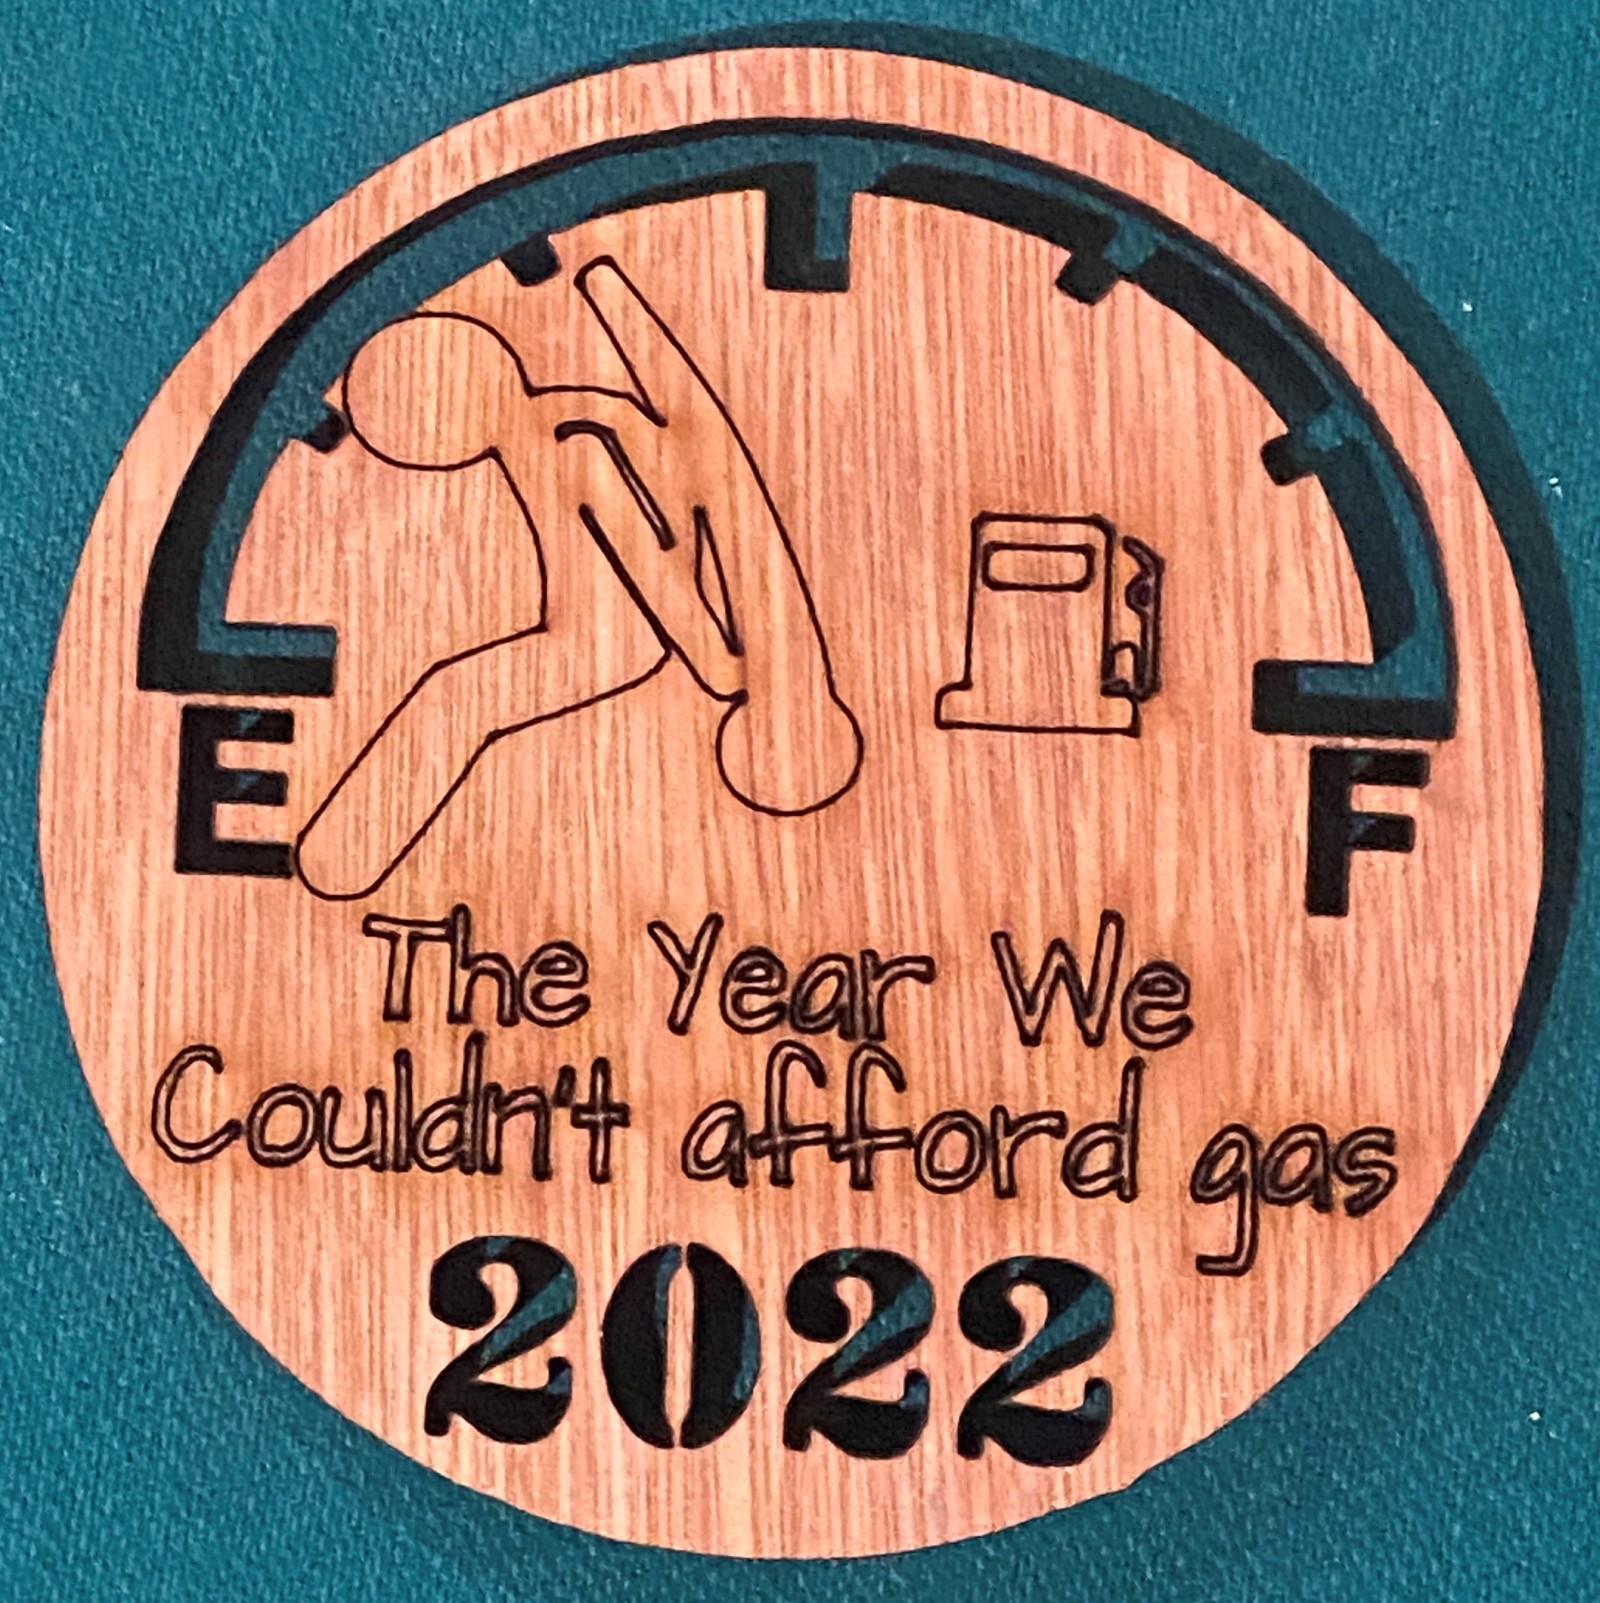 E
F
The Year We
Couldn't afford gas
2022